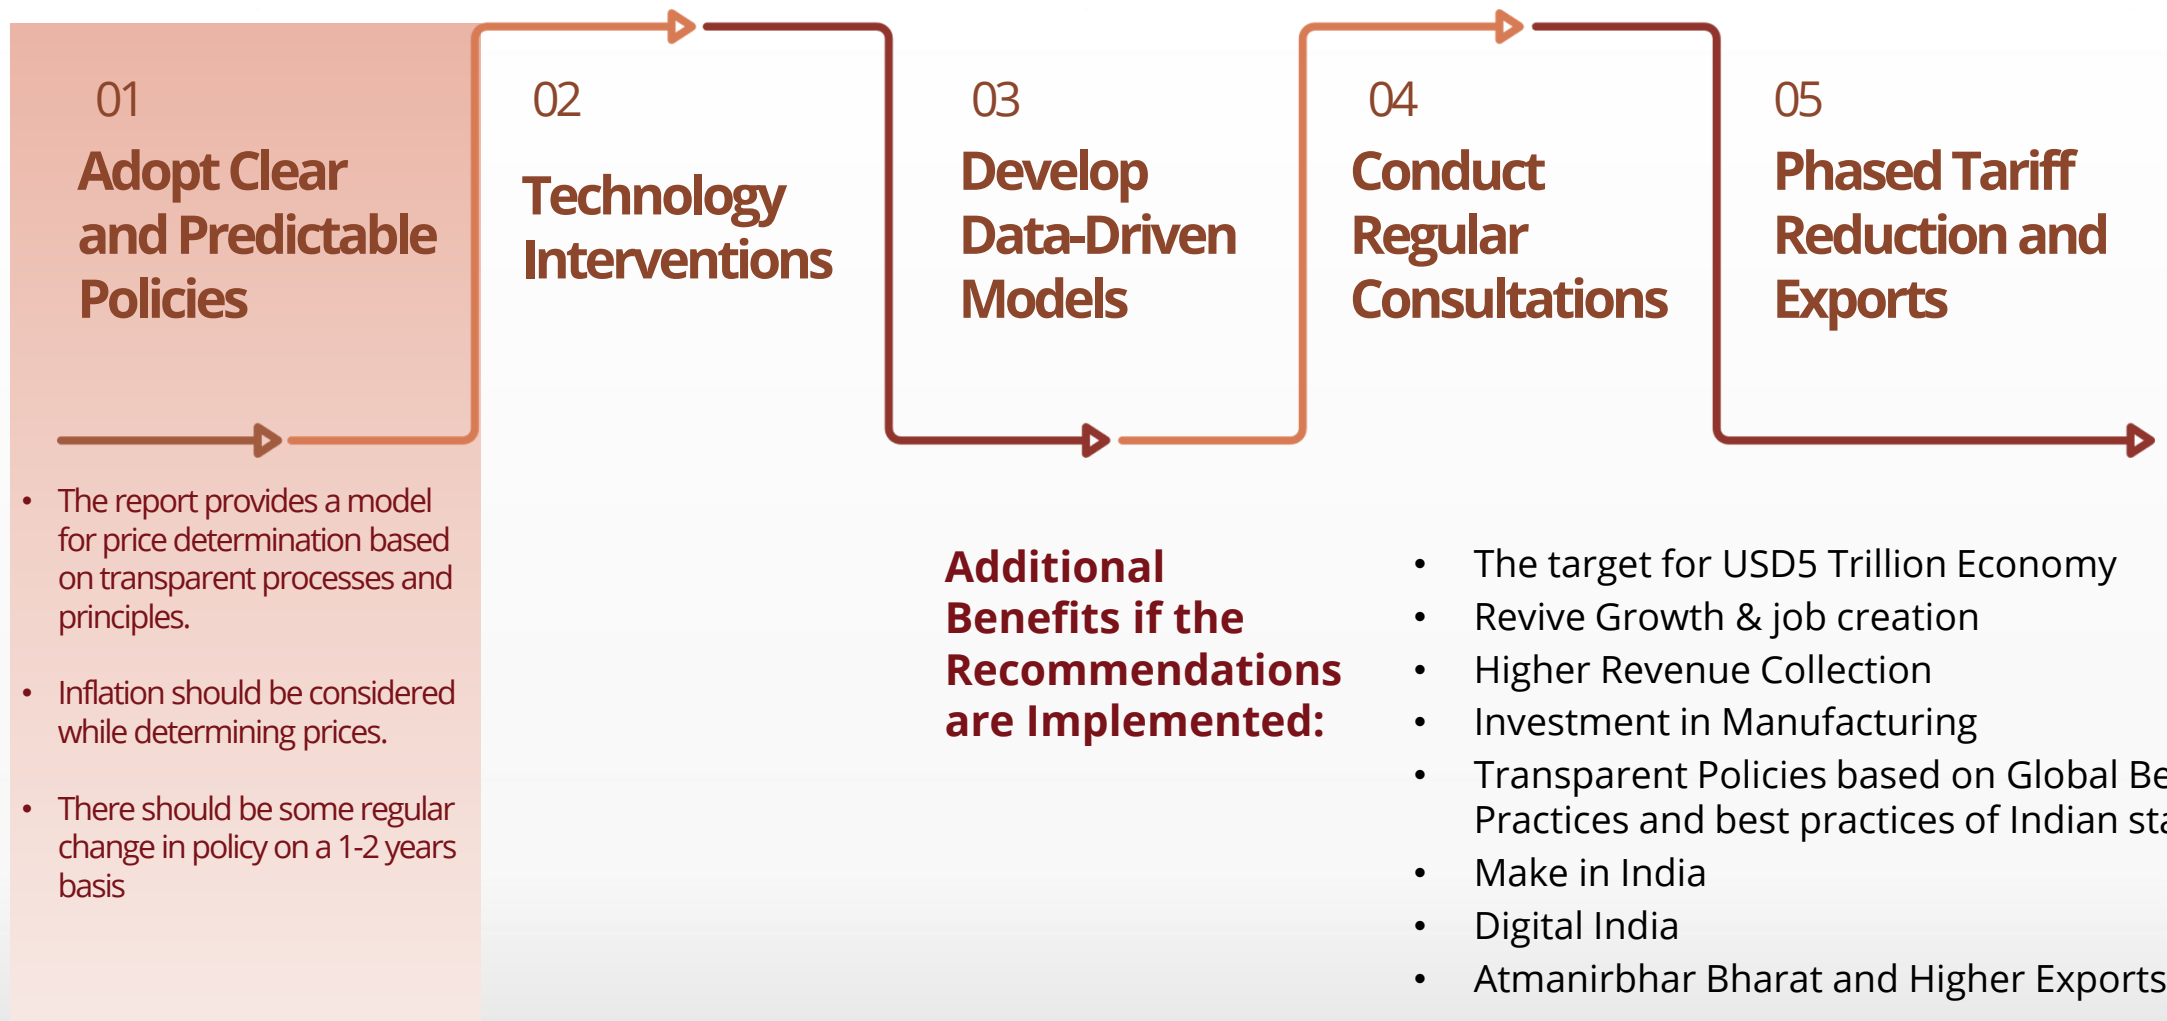 01
Adopt Clear
and Predictable
Policies
• The report provides a model
for price determination based
on transparent processes and
principles.
• Inflation should be considered
while determining prices.
• There should be some regular
change in policy on a 1-2 years
basis
02
Technology
Interventions
03
Develop
Data-Driven
Models
04
Conduct
Regular
Consultations
05
Phased Tariff
Reduction and
Exports
Additional
Benefits if the
Recommendations
are Implemented:
• The target for USD5 Trillion Economy
• Revive Growth & job creation
• Higher Revenue Collection
• Investment in Manufacturing
• Transparent Policies based on Global
Practices and best practices of Indian
• Make in India
• Digital India
• Atmanirbhar Bharat and Higher Exports